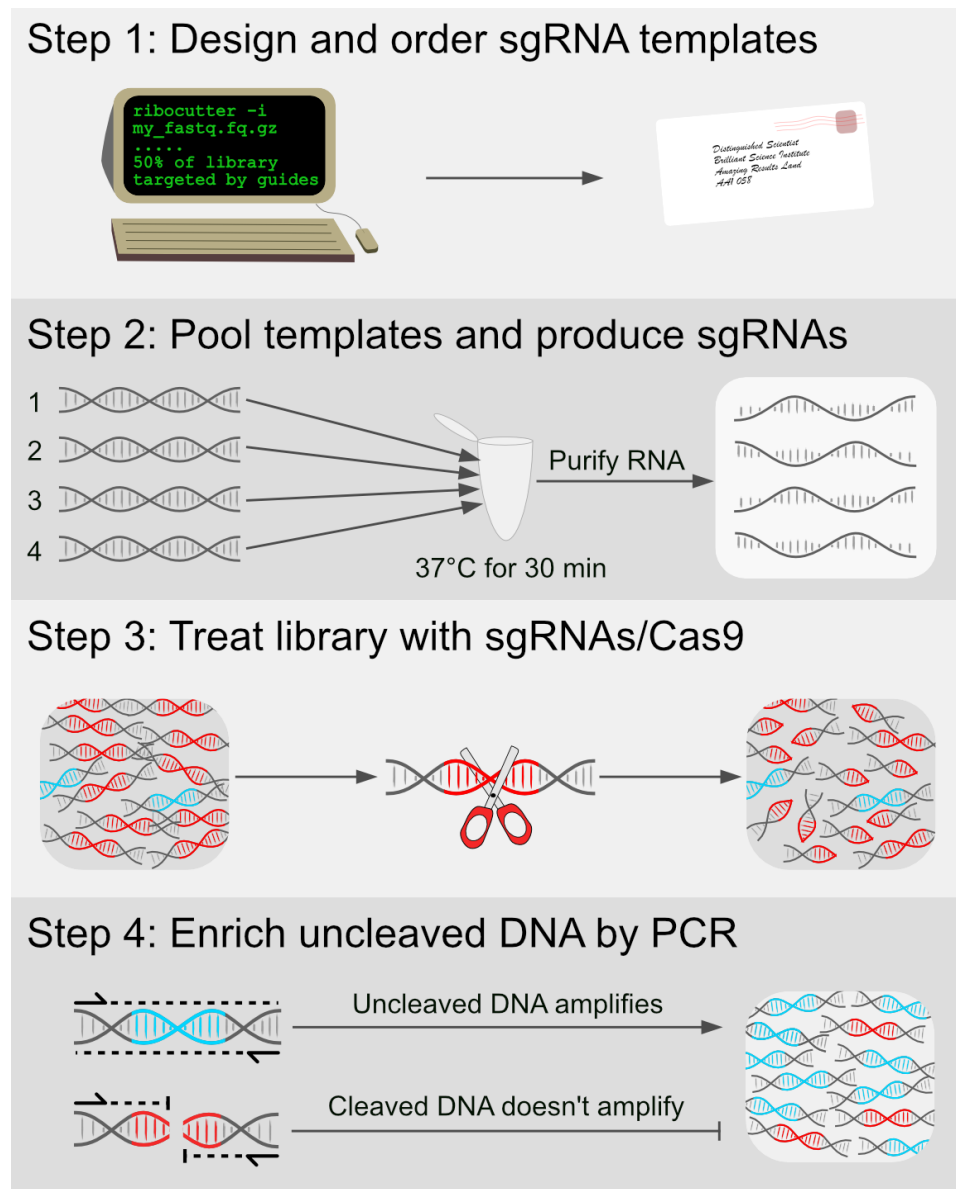 Step 1: Design and order sgRNA templates
ribocutter -i
my_fastq.fq.gz
.....
50% of library
targeted by guides
Distinguished Scientist
Brilliant Science Institute
Amazing Results Land
AA1 058
Step 2: Pool templates and produce sgRNAs
1
2
3
4
Purify RNA
37°C for 30 min
Step 3: Treat library with sgRNAs/Cas9
Step 4: Enrich uncleaved DNA by PCR
Uncleaved DNA amplifies
Cleaved DNA doesn't amplify